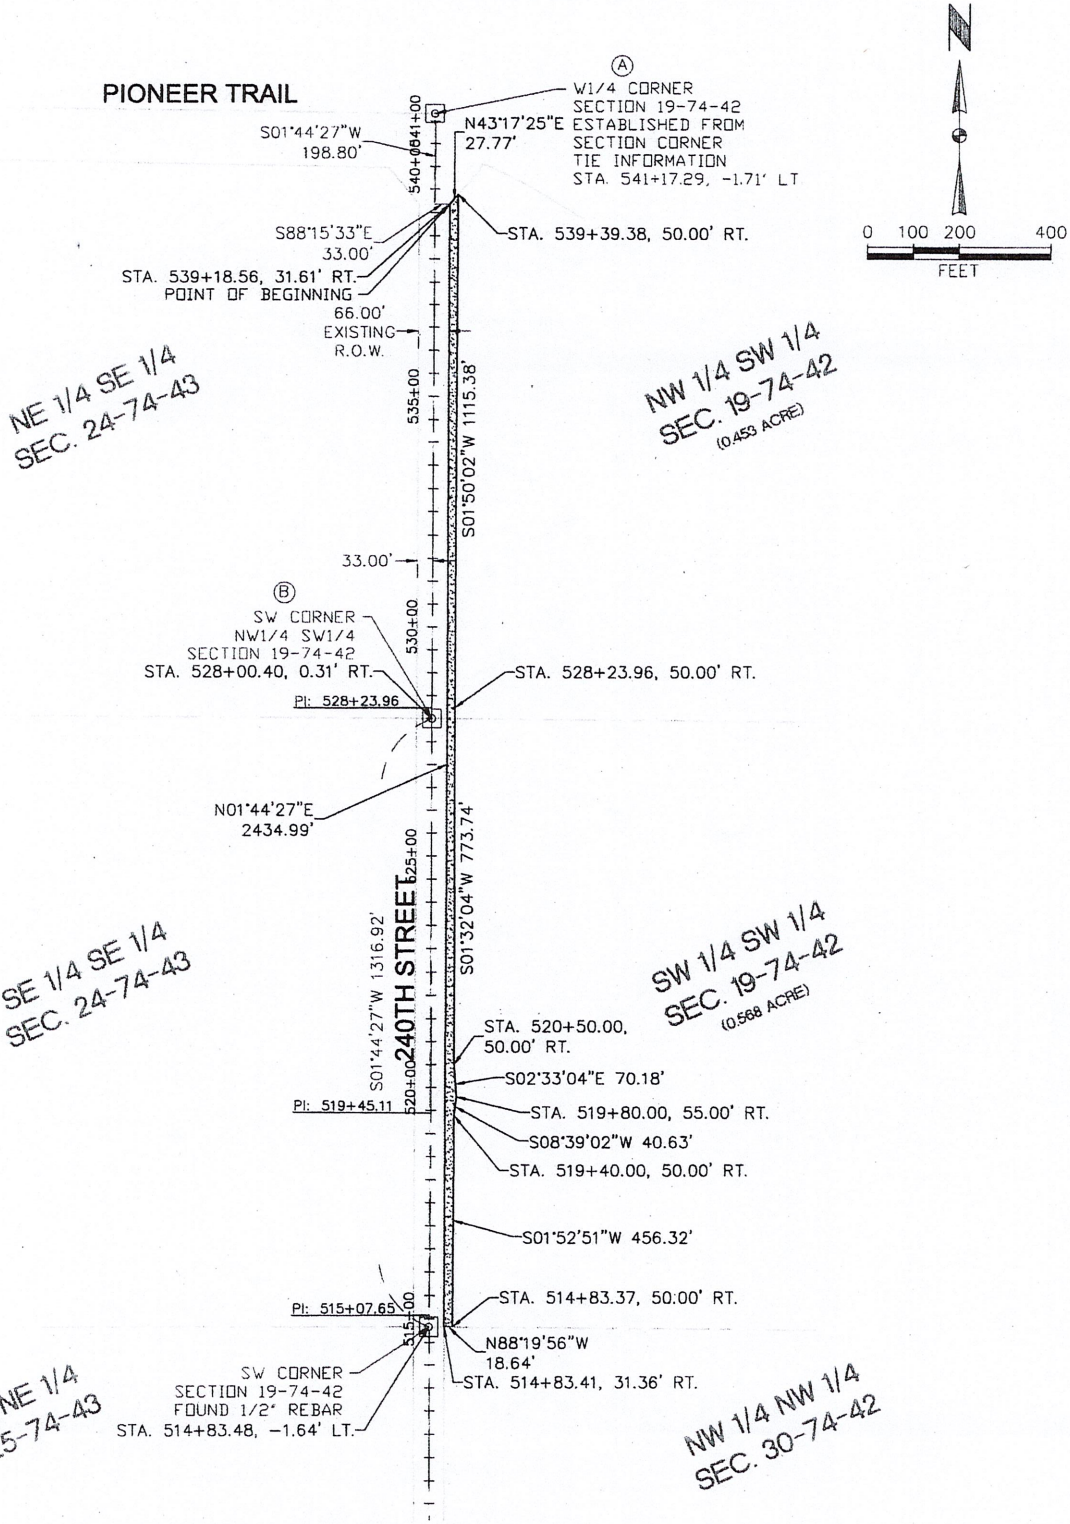 N
PIONEER TRAIL
S01°44'27"W
198.80'
540+00
541+00
N43°17'25"E
27.77'
A
W1/4 CORNER
SECTION 19-74-42
ESTABLISHED FROM
SECTION CORNER
TIE INFORMATION
STA. 541+17.29, -1.71' LT
0 100 200 400
FEET
S88°15'33"E
33.00'
STA. 539+18.56, 31.61' RT.
POINT OF BEGINNING
STA. 539+39.38, 50.00' RT.
66.00'
EXISTING
R.O.W.
NE 1/4 SE 1/4
SEC. 24-74-43
535+00
S01°50'02"W 1115.38'
NW 1/4 SW 1/4
SEC. 19-74-42
(0.453 ACRE)
33.00'
530+00
B
SW CORNER
NW1/4 SW1/4
SECTION 19-74-42
STA. 528+00.40, 0.31' RT.
PI: 528+23.96
STA. 528+23.96, 50.00' RT.
N01°44'27"E
2434.99'
525+00
S01°32'04"W 773.74'
S01°44'27"W 1316.92'
240TH STREET
SE 1/4 SE 1/4
SEC. 24-74-43
SW 1/4 SW 1/4
SEC. 19-74-42
(0.568 ACRE)
STA. 520+50.00,
50.00' RT.
S02°33'04"E 70.18'
520+00
PI: 519+45.11
STA. 519+80.00, 55.00' RT.
S08°39'02"W 40.63'
STA. 519+40.00, 50.00' RT.
S01°52'51"W 456.32'
PI: 515+07.65
515+00
STA. 514+83.37, 50.00' RT.
N88°19'56"W
18.64'
STA. 514+83.41, 31.36' RT.
SW CORNER
SECTION 19-74-42
FOUND 1/2" REBAR
STA. 514+83.48, -1.64' LT.
NE 1/4
5-74-43
NW 1/4 NW 1/4
SEC. 30-74-42